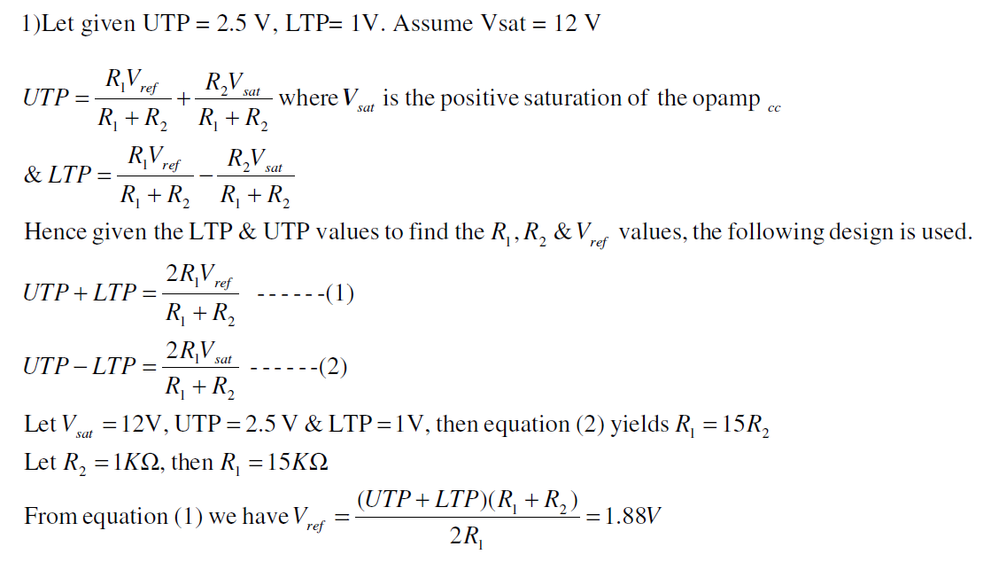 1)Let given UTP = 2.5 V, LTP= 1V. Assume Vsat = 12 V
UTP = \frac{R_1 V_{ref}}{R_1 + R_2} + \frac{R_2 V_{sat}}{R_1 + R_2} where V_{sat} is the positive saturation of the opamp _{cc}
& LTP = \frac{R_1 V_{ref}}{R_1 + R_2} - \frac{R_2 V_{sat}}{R_1 + R_2}
Hence given the LTP & UTP values to find the R_1, R_2 & V_{ref} values, the following design is used.
UTP + LTP = \frac{2R_1 V_{ref}}{R_1 + R_2} ------(1)
UTP – LTP = \frac{2R_1 V_{sat}}{R_1 + R_2} ------(2)
Let V_{sat} = 12V, UTP = 2.5 V & LTP = 1V, then equation (2) yields R_1 = 15R_2
Let R_2 = 1KΩ, then R_1 = 15KΩ
From equation (1) we have V_{ref} = \frac{(UTP + LTP)(R_1 + R_2)}{2R_1} = 1.88V